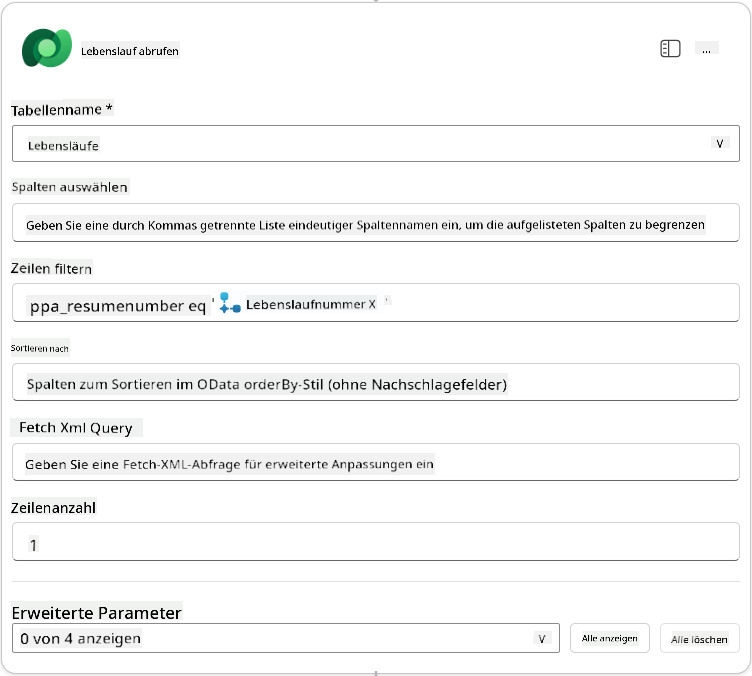 Lebenslauf abrufen
...
Tabellenname *
Lebensläufe
Spalten auswählen
Geben Sie eine durch Kommas getrennte Liste eindeutiger Spaltennamen ein, um die aufgelisteten Spalten zu begrenzen
Zeilen filtern
ppa_resumenumber eq ' Lebenslaufnummer X '
Sortieren nach
Spalten zum Sortieren im OData orderBy-Stil (ohne Nachschlagefelder)
Fetch Xml Query
Geben Sie eine Fetch-XML-Abfrage für erweiterte Anpassungen ein
Zeilenanzahl
1
Erweiterte Parameter
0 von 4 anzeigen
Alle anzeigen
Alle löschen